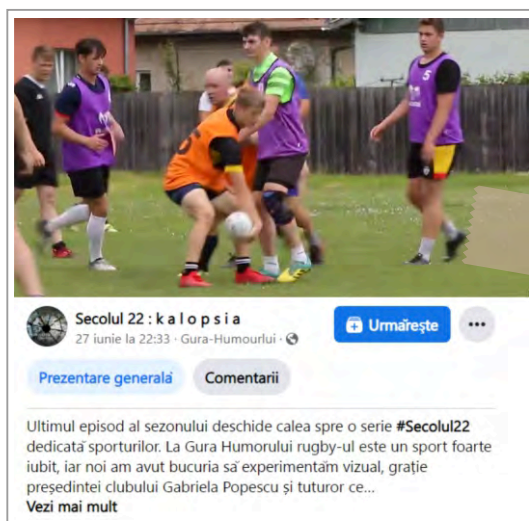 5
Secolul 22 : k a l o p s i a
27 iunie la 22:33 · Gura-Humourlui ·
Urmărește
Prezentare generală
Comentarii
Ultimul episod al sezonului deschide calea spre o serie #Secolul22
dedicată sporturilor. La Gura Humorului rugby-ul este un sport foarte
iubit, iar noi am avut bucuria să experimentăm vizual, grație
președintei clubului Gabriela Popescu și tuturor ce...
Vezi mai mult